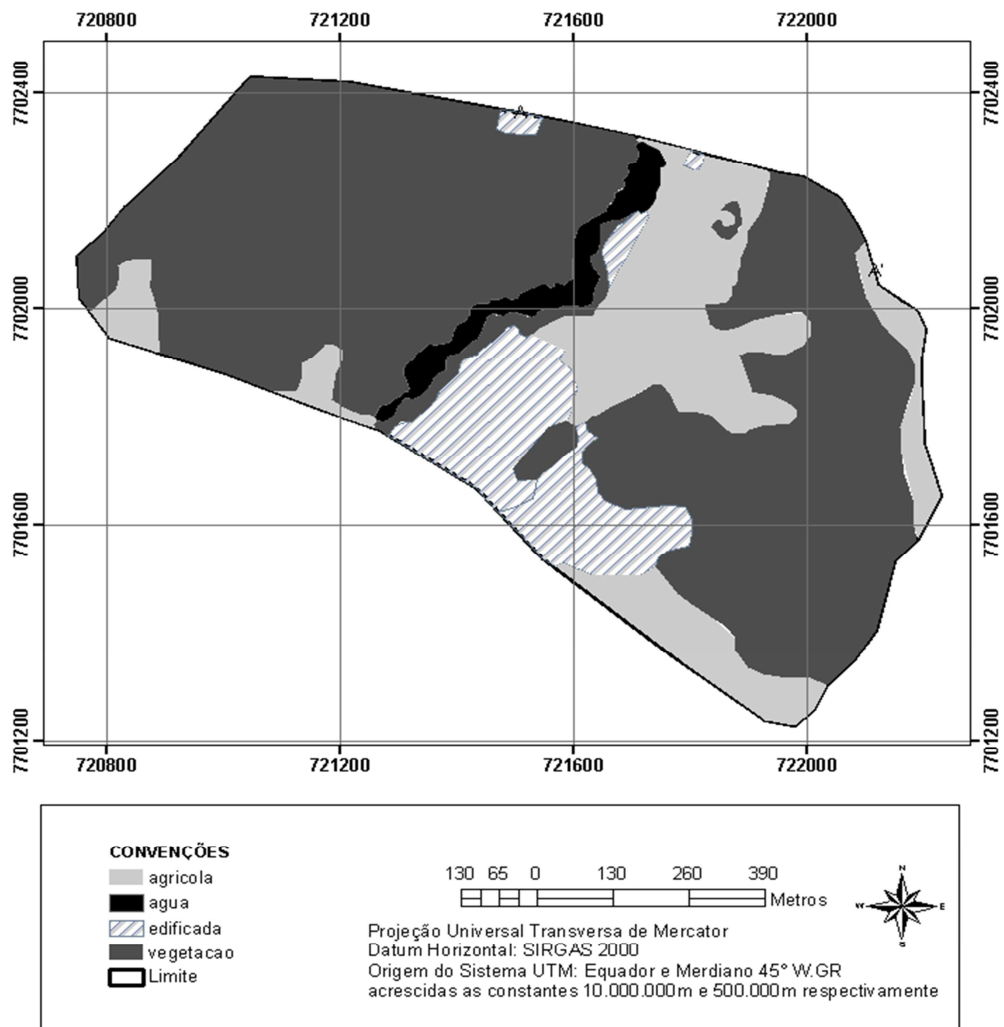 720800 721200 721600 722000
7702400 7702400
A
A'
7702000 7702000
7701600 7701600
7701200 7701200
720800 721200 721600 722000
CONVENÇÕES
agricola
agua
edificada
vegetacao
Limite
130 65 0 130 260 390
Metros
N
W E
S
Projeção Universal Transversa de Mercator
Datum Horizontal: SIRGAS 2000
Origem do Sistema UTM: Equador e Merdiano 45° W.GR
acrescidas as constantes 10.000.000m e 500.000m respectivamente